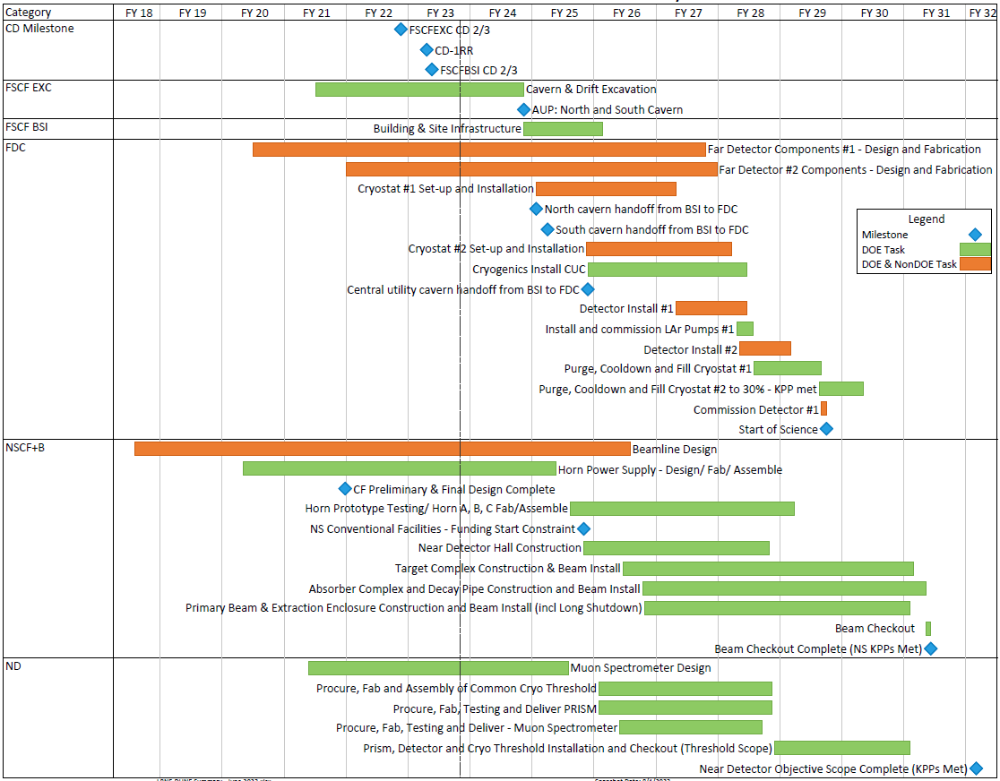 Category FY 18 FY 19 FY 20 FY 21 FY 22 FY 23 FY 24 FY 25 FY 26 FY 27 FY 28 FY 29 FY 30 FY 31 FY 32
CD Milestone
FSCFEXC CD 2/3
CD-1RR
FSCFBSI CD 2/3
FSCF EXC
Cavern & Drift Excavation
AUP: North and South Cavern
FSCF BSI
Building & Site Infrastructure
FDC
Far Detector Components #1 - Design and Fabrication
Far Detector #2 Components - Design and Fabrication
Cryostat #1 Set-up and Installation
North cavern handoff from BSI to FDC
South cavern handoff from BSI to FDC
Cryostat #2 Set-up and Installation
Cryogenics Install CUC
Central utility cavern handoff from BSI to FDC
Detector Install #1
Install and commission LAr Pumps #1
Detector Install #2
Purge, Cooldown and Fill Cryostat #1
Purge, Cooldown and Fill Cryostat #2 to 30% - KPP met
Commission Detector #1
Start of Science
Legend
Milestone
DOE Task
DOE & NonDOE Task
NSCF+B
Beamline Design
Horn Power Supply - Design/ Fab/ Assemble
CF Preliminary & Final Design Complete
Horn Prototype Testing/ Horn A, B, C Fab/Assemble
NS Conventional Facilities - Funding Start Constraint
Near Detector Hall Construction
Target Complex Construction & Beam Install
Absorber Complex and Decay Pipe Construction and Beam Install
Primary Beam & Extraction Enclosure Construction and Beam Install (incl Long Shutdown)
Beam Checkout
Beam Checkout Complete (NS KPPs Met)
ND
Muon Spectrometer Design
Procure, Fab and Assembly of Common Cryo Threshold
Procure, Fab, Testing and Deliver PRISM
Procure, Fab, Testing and Deliver - Muon Spectrometer
Prism, Detector and Cryo Threshold Installation and Checkout (Threshold Scope)
Near Detector Objective Scope Complete (KPPs Met)